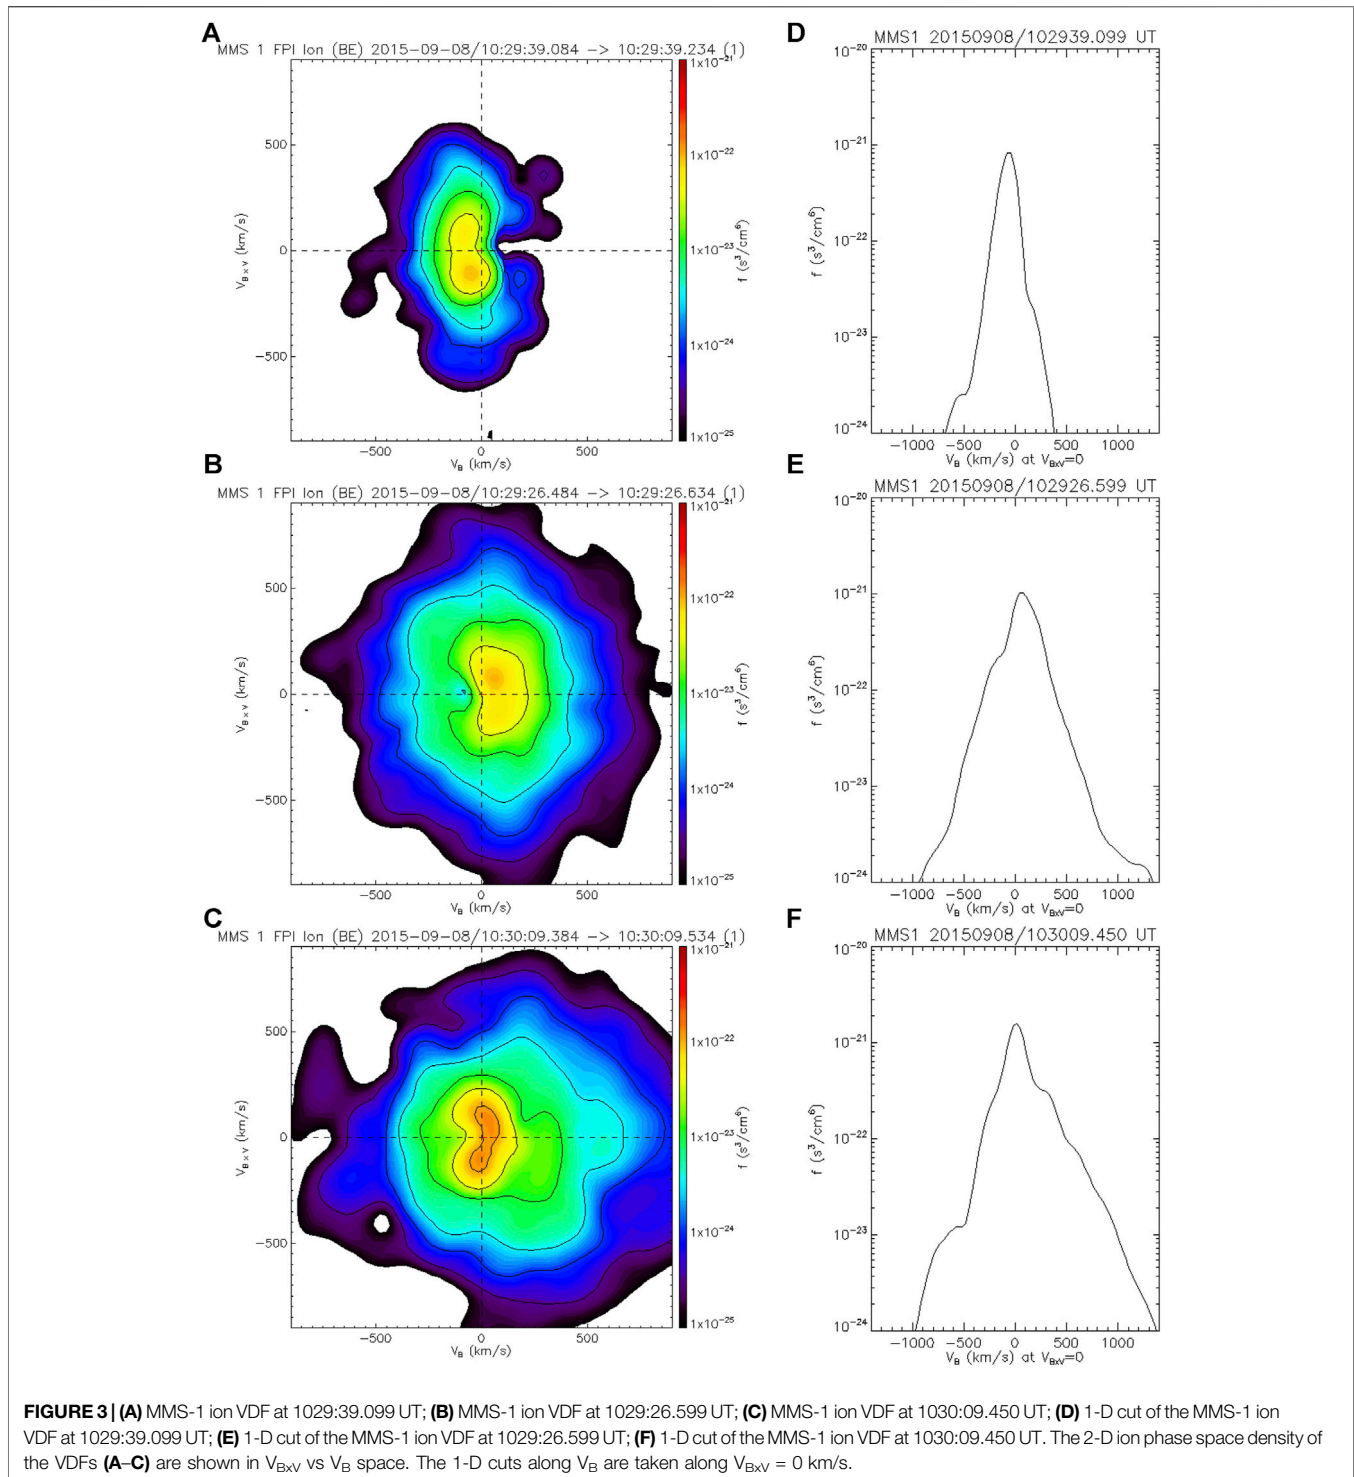 A
MMS 1 FPI Ion (BE) 2015-09-08/10:29:39.084 -> 10:29:39.234 (1)
500
0
-500
V_BxV (km/s)
-500 0 500
V_B (km/s)
1x10^-21
1x10^-22
1x10^-23
1x10^-24
1x10^-25
f (s^3/cm^6)
D
MMS1 20150908/102939.099 UT
10^-20
10^-21
10^-22
10^-23
10^-24
f (s^3/cm^6)
-1000 -500 0 500 1000
V_B (km/s) at V_BxV=0
B
MMS 1 FPI Ion (BE) 2015-09-08/10:29:26.484 -> 10:29:26.634 (1)
500
0
-500
V_BxV (km/s)
-500 0 500
V_B (km/s)
1x10^-21
1x10^-22
1x10^-23
1x10^-24
1x10^-25
f (s^3/cm^6)
E
MMS1 20150908/102926.599 UT
10^-20
10^-21
10^-22
10^-23
10^-24
f (s^3/cm^6)
-1000 -500 0 500 1000
V_B (km/s) at V_BxV=0
C
MMS 1 FPI Ion (BE) 2015-09-08/10:30:09.384 -> 10:30:09.534 (1)
500
0
-500
V_BxV (km/s)
-500 0 500
V_B (km/s)
1x10^-21
1x10^-22
1x10^-23
1x10^-24
1x10^-25
f (s^3/cm^6)
F
MMS1 20150908/103009.450 UT
10^-20
10^-21
10^-22
10^-23
10^-24
f (s^3/cm^6)
-1000 -500 0 500 1000
V_B (km/s) at V_BxV=0
FIGURE 3 | (A) MMS-1 ion VDF at 1029:39.099 UT; (B) MMS-1 ion VDF at 1029:26.599 UT; (C) MMS-1 ion VDF at 1030:09.450 UT; (D) 1-D cut of the MMS-1 ion
VDF at 1029:39.099 UT; (E) 1-D cut of the MMS-1 ion VDF at 1029:26.599 UT; (F) 1-D cut of the MMS-1 ion VDF at 1030:09.450 UT. The 2-D ion phase space density of
the VDFs (A–C) are shown in V_BxV vs V_B space. The 1-D cuts along V_B are taken along V_BxV = 0 km/s.